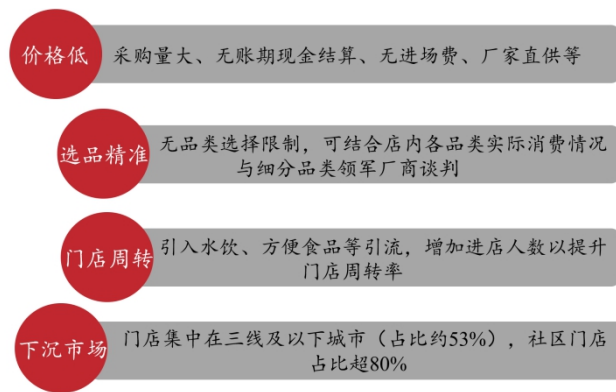 价格低
采购量大、无账期现金结算、无进场费、厂家直供等
选品精准
无品类选择限制，可结合店内各品类实际消费情况
与细分品类领军厂商谈判
门店周转
引入水饮、方便食品等引流，增加进店人数以提升
门店周转率
下沉市场
门店集中在三线及以下城市（占比约53%），社区门店
占比超80%